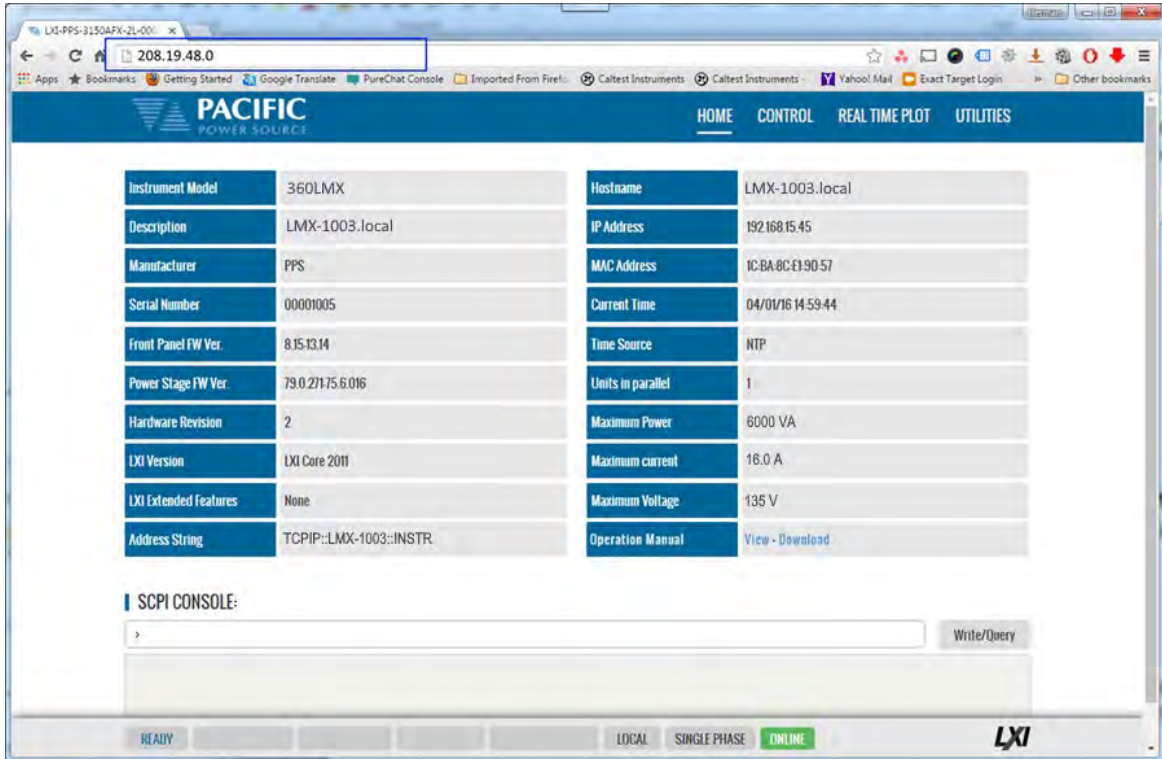 LXI-PPS-3150AFX-2L-000
208.19.48.0
Apps Bookmarks Getting Started Google Translate PureChat Console Imported From Firef Caltest Instruments Caltest Instruments - Yahoo! Mail Exact Target Login » Other bookmarks
PACIFIC
POWER SOURCE
HOME CONTROL REAL TIME PLOT UTILITIES
Instrument Model 360LMX Hostname LMX-1003.local
Description LMX-1003.local IP Address 192.168.15.45
Manufacturer PPS MAC Address 1C-BA-8C-E1-9D-57
Serial Number 00001005 Current Time 04/01/16 14:59:44
Front Panel FW Ver. 8.15-13.14 Time Source NTP
Power Stage FW Ver. 79.0.271-75.6.016 Units in parallel 1
Hardware Revision 2 Maximum Power 6000 VA
LXI Version LXI Core 2011 Maximum current 16.0 A
LXI Extended Features None Maximum Voltage 135 V
Address String TCPIP::LMX-1003::INSTR Operation Manual View - Download
SCPI CONSOLE:
> Write/Query
READY LOCAL SINGLE PHASE ONLINE LXI